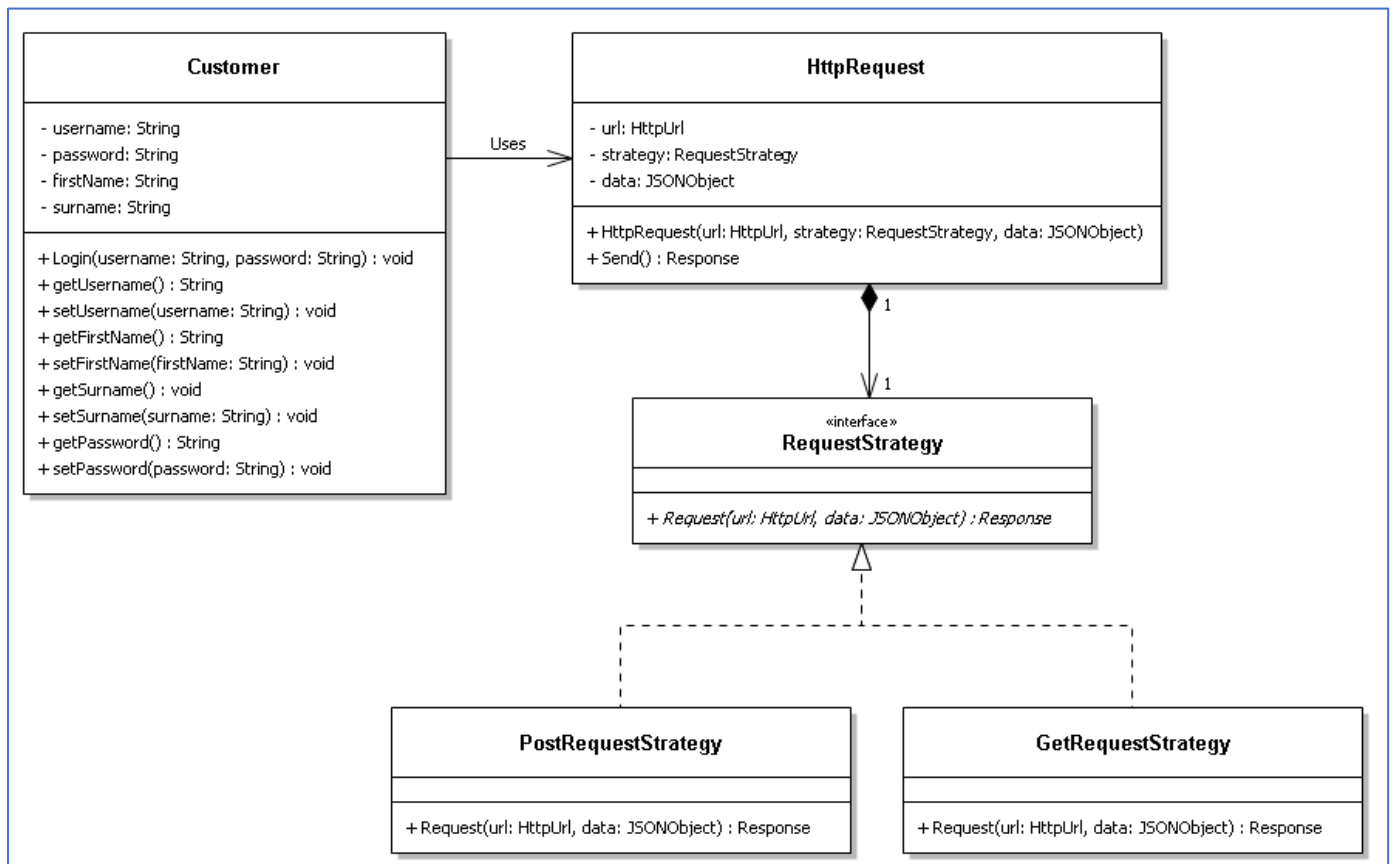 Customer
- username: String
- password: String
- firstName: String
- surname: String
+ Login(username: String, password: String) : void
+ getUsername() : String
+ setUsername(username: String) : void
+ getFirstName() : String
+ setFirstName(firstName: String) : void
+ getSurname() : void
+ setSurname(surname: String) : void
+ getPassword() : String
+ setPassword(password: String) : void
Uses
HttpRequest
- url: HttpUrl
- strategy: RequestStrategy
- data: JSONObject
+ HttpRequest(url: HttpUrl, strategy: RequestStrategy, data: JSONObject)
+ Send() : Response
1
1
«interface»
RequestStrategy
+ Request(url: HttpUrl, data: JSONObject) : Response
PostRequestStrategy
+ Request(url: HttpUrl, data: JSONObject) : Response
GetRequestStrategy
+ Request(url: HttpUrl, data: JSONObject) : Response